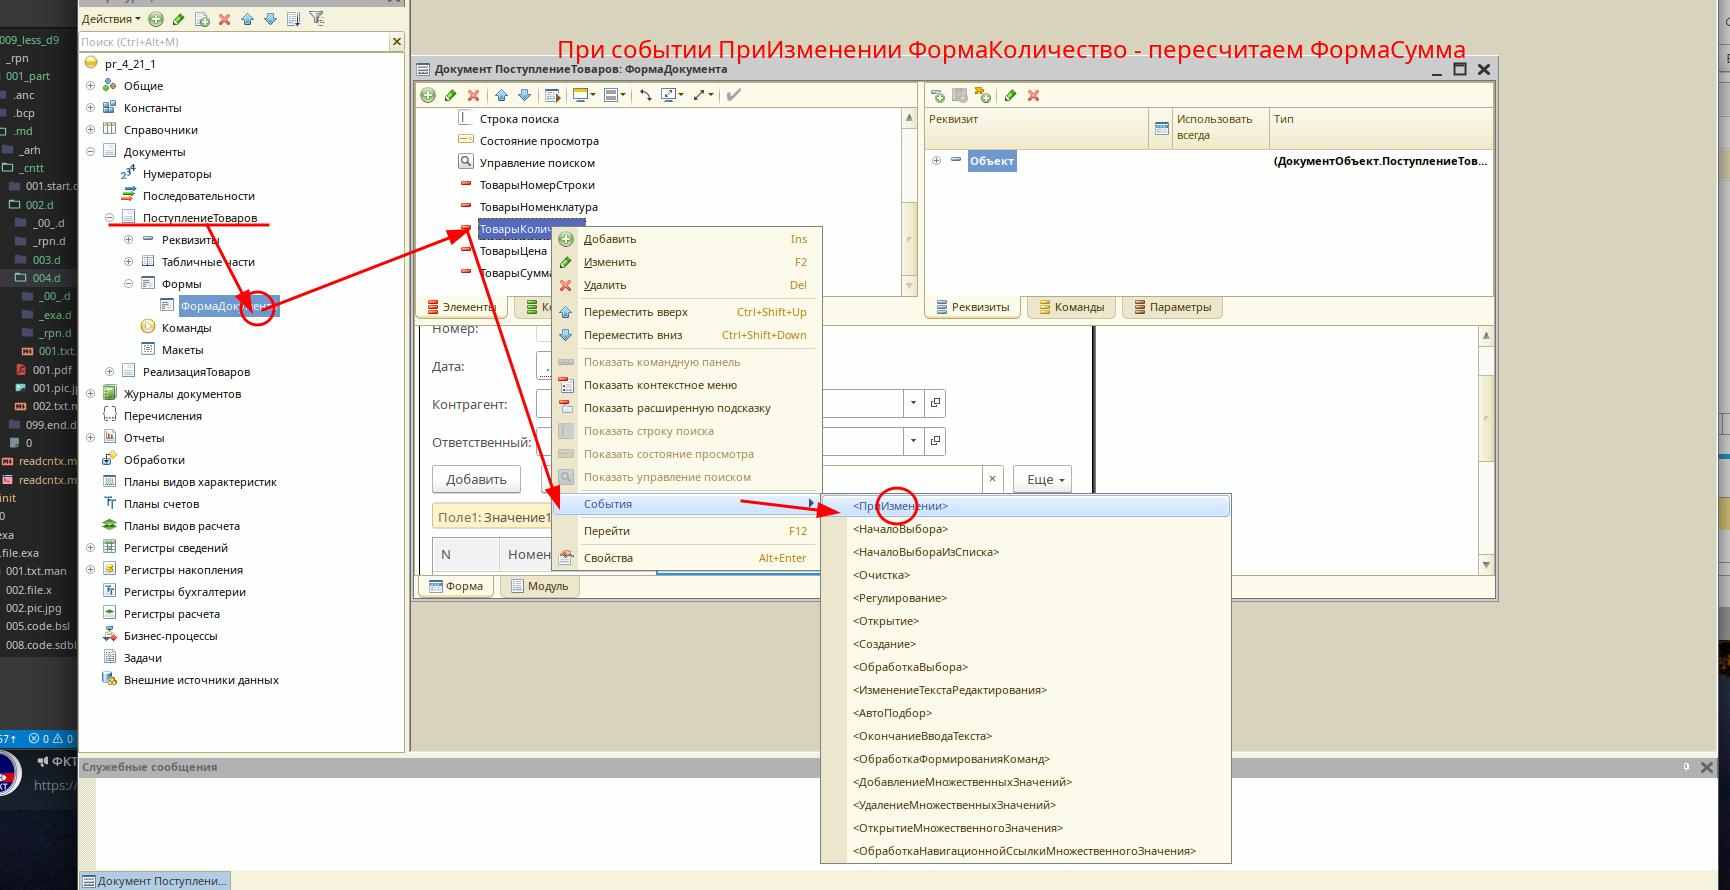 При событии ПриИзменении ФормаКоличество - пересчитаем ФормаСумма
009_less_d9
_rpn
001_part
.anc
.bcp
.md
_arh
_cntt
001.start.d
002.d
_00_.d
_rpn.d
003.d
004.d
_00_.d
_exa.d
_rpn.d
001.txt.
001.pdf
001.pic.j
002.txt.m
099.end.d
0
readcntx.m
readcntx.m
init
exa
.file.exa
001.txt.man
002.file.x
002.pic.jpg
005.code.bsl
008.code.sdbl
57↑ 0 0
ФКТ
https:/
Действия
Поиск (Ctrl+Alt+M)
pr_4_21_1
Общие
Константы
Справочники
Документы
Нумераторы
Последовательности
ПоступлениеТоваров
Реквизиты
Табличные части
Формы
ФормаДокумента
Команды
Макеты
РеализацияТоваров
Журналы документов
Перечисления
Отчеты
Обработки
Планы видов характеристик
Планы счетов
Планы видов расчета
Регистры сведений
Регистры накопления
Регистры бухгалтерии
Регистры расчета
Бизнес-процессы
Задачи
Внешние источники данных
Документ ПоступлениеТоваров: ФормаДокумента
Строка поиска
Состояние просмотра
Управление поиском
ТоварыНомерСтроки
ТоварыНоменклатура
ТоварыКолич
ТоварыЦена
ТоварыСумма
Элементы
Ко
Реквизит
Использовать всегда
Тип
Объект
(ДокументОбъект.ПоступлениеТов...
Реквизиты
Команды
Параметры
Номер:
Дата:
Контрагент:
Ответственный:
Добавить
Еще
Поле1: Значение1
N
Номен
Форма
Модуль
Добавить Ins
Изменить F2
Удалить Del
Переместить вверх Ctrl+Shift+Up
Переместить вниз Ctrl+Shift+Down
Показать командную панель
Показать контекстное меню
Показать расширенную подсказку
Показать строку поиска
Показать состояние просмотра
Показать управление поиском
События
Перейти F12
Свойства Alt+Enter
<ПриИзменении>
<НачалоВыбора>
<НачалоВыбораИзСписка>
<Очистка>
<Регулирование>
<Открытие>
<Создание>
<ОбработкаВыбора>
<ИзменениеТекстаРедактирования>
<АвтоПодбор>
<ОкончаниеВводаТекста>
<ОбработкаФормированияКоманд>
<ДобавлениеМножественныхЗначений>
<УдалениеМножественныхЗначений>
<ОткрытиеМножественногоЗначения>
<ОбработкаНавигационнойСсылкиМножественногоЗначения>
Служебные сообщения
Документ Поступлени...